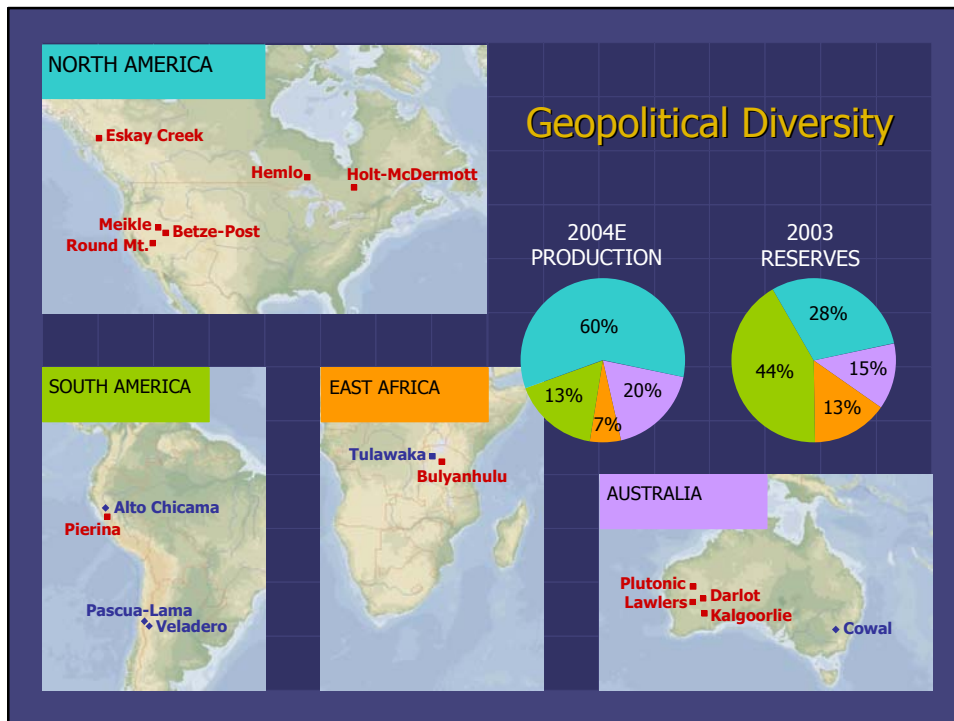 NORTH AMERICA
Eskay Creek
Hemlo
Holt-McDermott
Meikle
Betze-Post
Round Mt.
Geopolitical Diversity
2004E
PRODUCTION
60%
13%
20%
7%
2003
RESERVES
28%
44%
15%
13%
SOUTH AMERICA
Alto Chicama
Pierina
Pascua-Lama
Veladero
EAST AFRICA
Tulawaka
Bulyanhulu
AUSTRALIA
Plutonic
Darlot
Lawlers
Kalgoorlie
Cowal